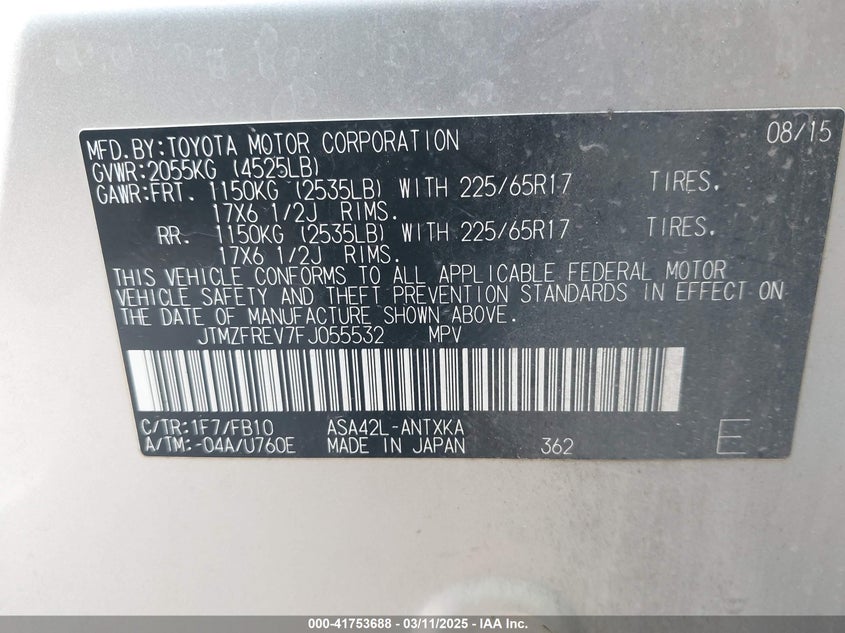 MFD.BY:TOYOTA MOTOR CORPORATION 08/15
GVWR:2055KG (4525LB)
GAWR:FRT. 1150KG (2535LB) WITH 225/65R17 TIRES.
17X6 1/2J RIMS.
RR. 1150KG (2535LB) WITH 225/65R17 TIRES.
17X6 1/2J RIMS.
THIS VEHICLE CONFORMS TO ALL APPLICABLE FEDERAL MOTOR
VEHICLE SAFETY AND THEFT PREVENTION STANDARDS IN EFFECT ON
THE DATE OF MANUFACTURE SHOWN ABOVE.
JTMZFREV7FJ055532 MPV
C/TR:1F7/FB10 ASA42L-ANTXKA
A/TM:-04A/U760E MADE IN JAPAN 362 E
000-41753688 - 03/11/2025 - IAA Inc.